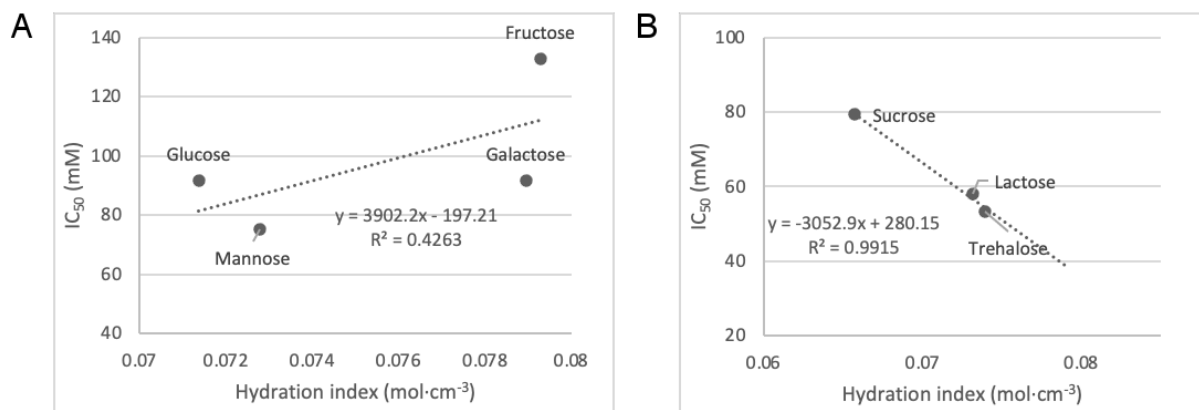 A
140
120
100
80
60
40
IC₅₀ (mM)
Fructose
Glucose
Galactose
Mannose
y = 3902.2x - 197.21
R² = 0.4263
0.07 0.072 0.074 0.076 0.078 0.08
Hydration index (mol·cm⁻³)
B
100
80
60
40
20
IC₅₀ (mM)
Sucrose
Lactose
Trehalose
y = -3052.9x + 280.15
R² = 0.9915
0.06 0.07 0.08
Hydration index (mol·cm⁻³)